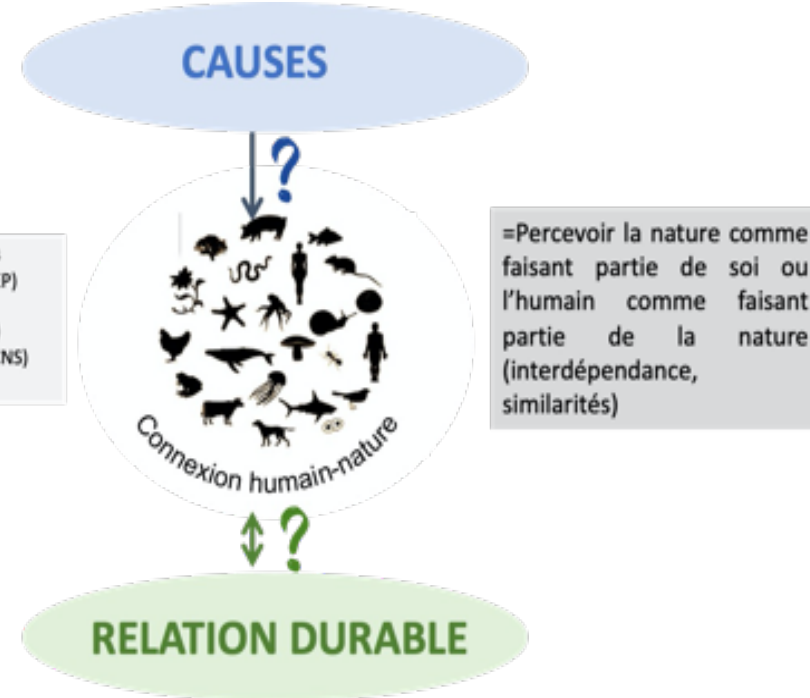 CAUSES
?
P)
NS)
=Percevoir la nature comme
faisant partie de soi ou
l'humain comme faisant
partie de la nature
(interdépendance,
similarités)
Connexion humain-nature
?
RELATION DURABLE